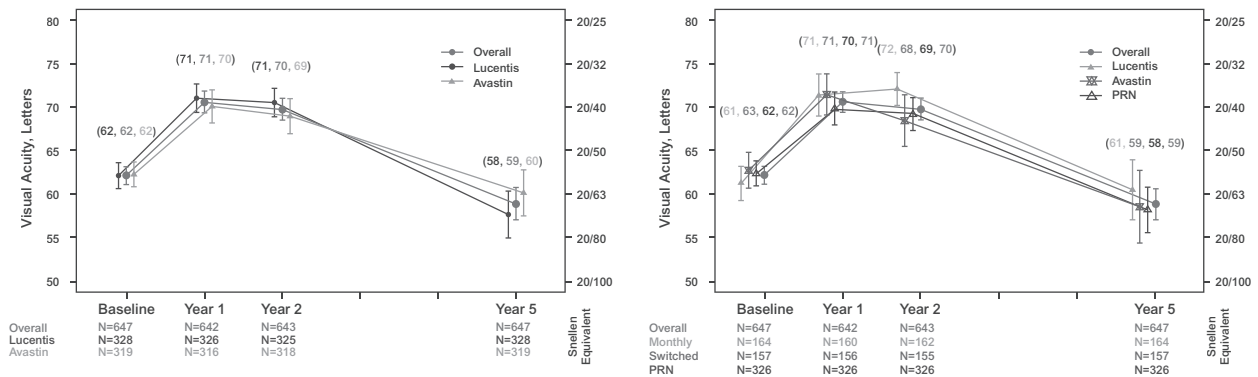 80
75
70
65
60
55
50
Visual Acuity, Letters
(62, 62, 62)
(71, 71, 70)
(71, 70, 69)
(58, 59, 60)
Overall
Lucentis
Avastin
20/25
20/32
20/40
20/50
20/63
20/80
20/100
Snellen
Equivalent
Baseline Year 1 Year 2 Year 5
Overall N=647 N=642 N=643 N=647
Lucentis N=328 N=326 N=325 N=328
Avastin N=319 N=316 N=318 N=319
80
75
70
65
60
55
50
Visual Acuity, Letters
(61, 63, 62, 62)
(71, 71, 70, 71)
(72, 68, 69, 70)
(61, 59, 58, 59)
Overall
Lucentis
Avastin
PRN
20/25
20/32
20/40
20/50
20/63
20/80
20/100
Snellen
Equivalent
Baseline Year 1 Year 2 Year 5
Overall N=647 N=642 N=643 N=647
Monthly N=164 N=160 N=162 N=164
Switched N=157 N=156 N=155 N=157
PRN N=326 N=326 N=326 N=326